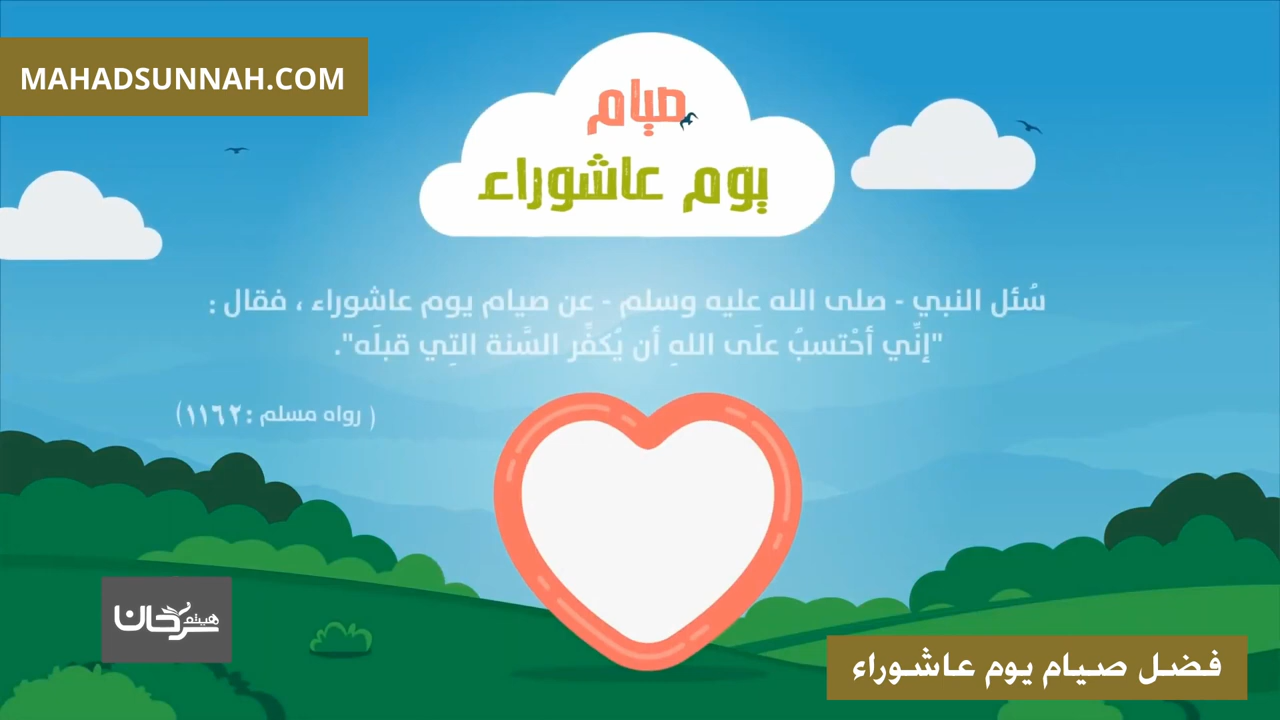 MAHADSUNNAH.COM
صيام
يوم عاشوراء
سُئل النبي - صلى الله عليه وسلم - عن صيام يوم عاشوراء ، فقال :
"إنِّي أحْتسبُ علَى اللهِ أن يُكفِّر السَّنة التِي قبلَه".
( رواه مسلم : ١١٦٢)
هيثم
سرحان
فضل صيام يوم عاشوراء